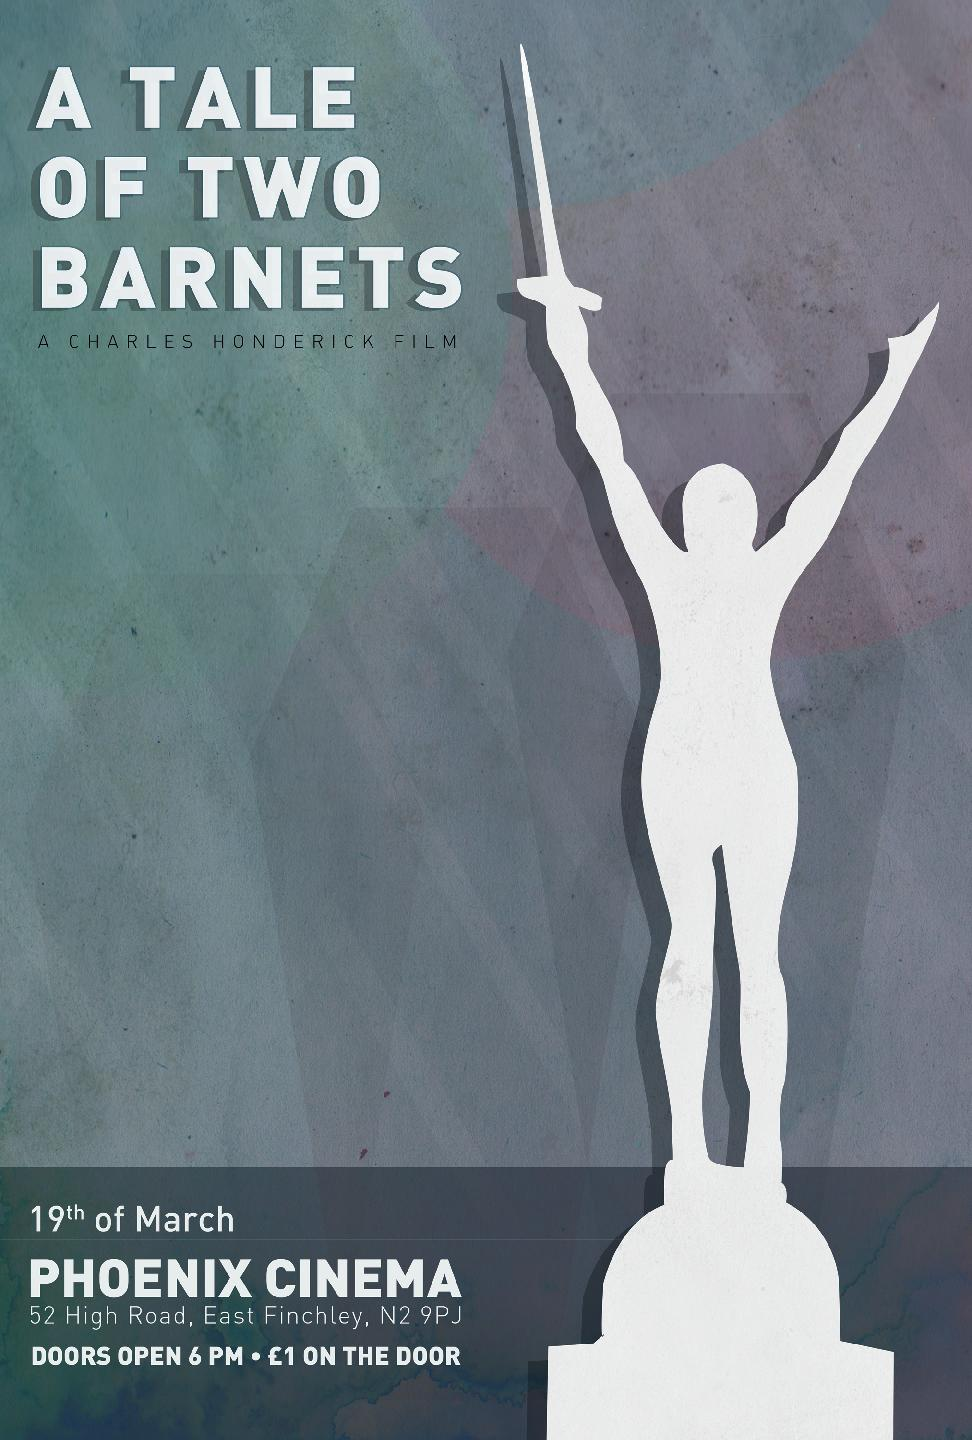 A TALE
OF TWO
BARNETS
A CHARLES HONDERICK FILM
19th of March
PHOENIX CINEMA
52 High Road, East Finchley, N2 9PJ
DOORS OPEN 6 PM • £1 ON THE DOOR